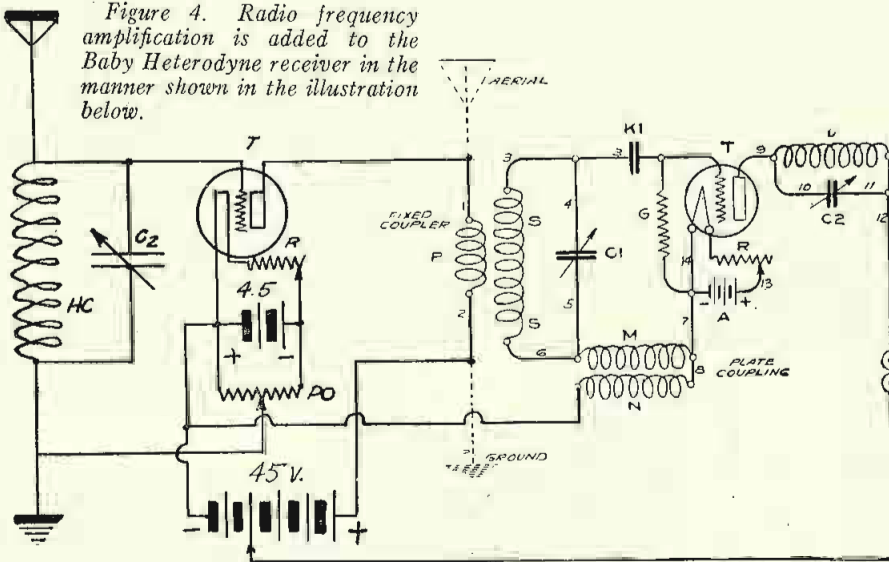 Figure 4. Radio frequency
amplification is added to the
Baby Heterodyne receiver in the
manner shown in the illustration
below.
AERIAL
T
K1
T
L
3
3
9
4
10
11
C2
1
FIXED
COUPLER
S
G
C2
12
P
C1
R
R
14
HC
4.5
13
2
S
5
- A +
+ -
6
M
7
PLATE
COUPLING
PO
8
N
GROUND
45 V.
- +